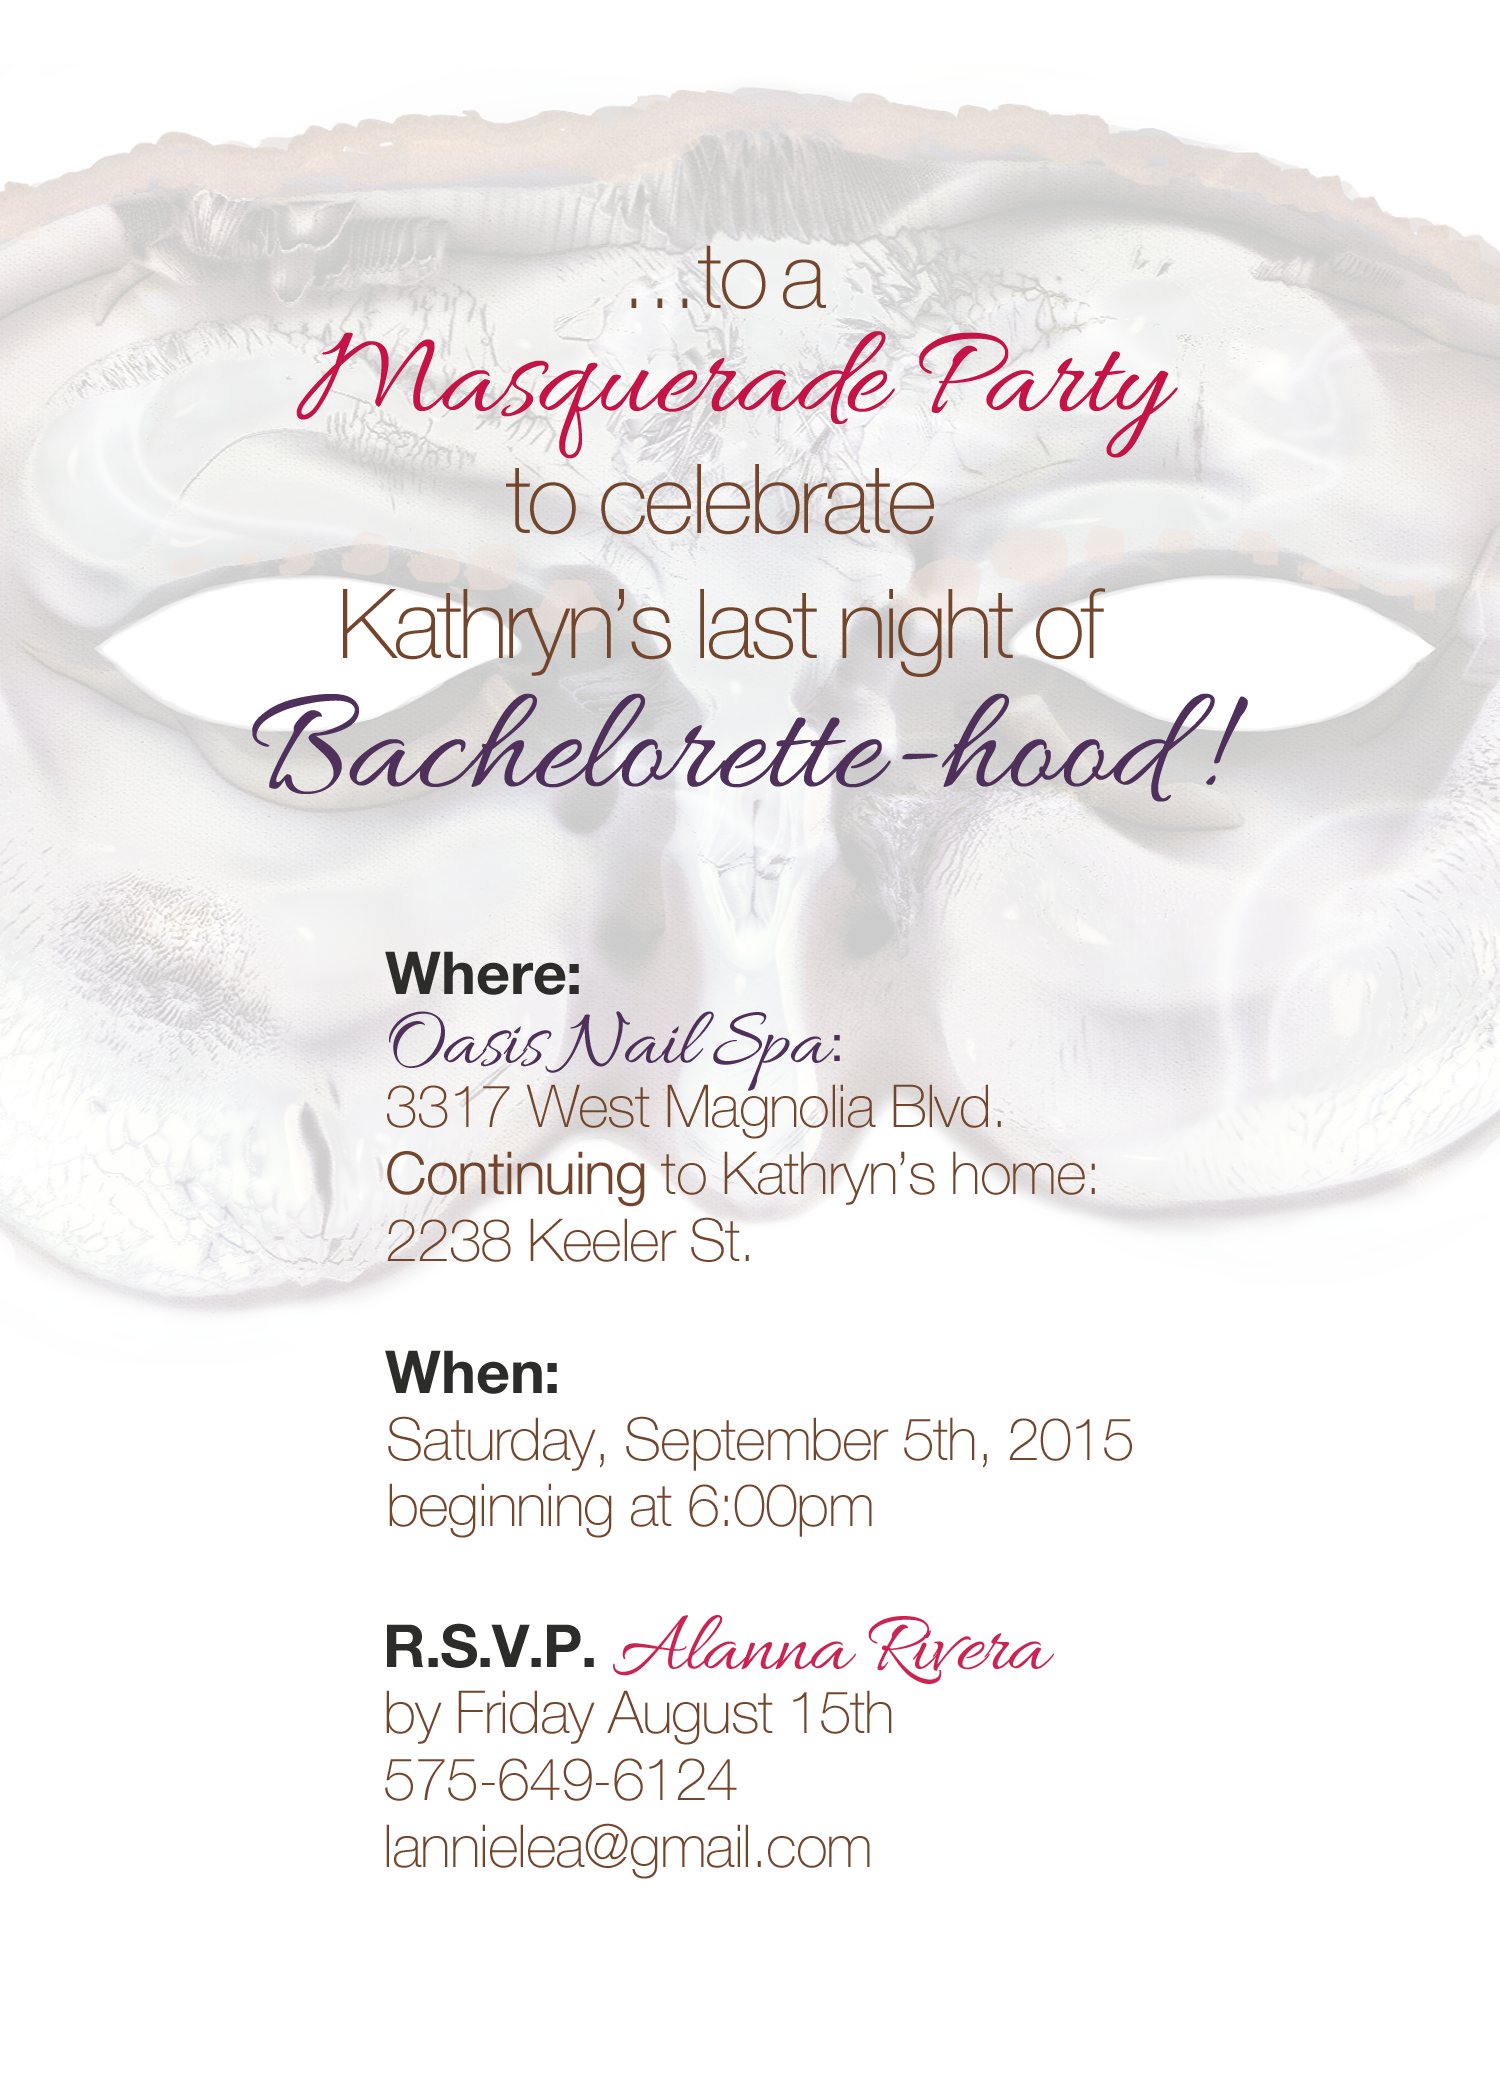 ...to a
Masquerade Party
to celebrate
Kathryn's last night of
Bachelorette-hood!
Where:
Oasis Nail Spa:
3317 West Magnolia Blvd.
Continuing to Kathryn's home:
2238 Keeler St.
When:
Saturday, September 5th, 2015
beginning at 6:00pm
R.S.V.P. Alanna Rivera
by Friday August 15th
575-649-6124
lannielea@gmail.com